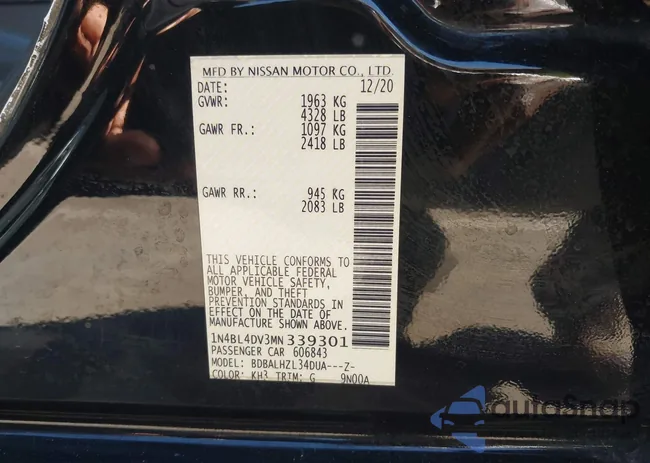 MFD BY NISSAN MOTOR CO., LTD.
DATE: 12/20
GVWR: 1963 KG
4328 LB
GAWR FR.: 1097 KG
2418 LB
GAWR RR.: 945 KG
2083 LB
THIS VEHICLE CONFORMS TO
ALL APPLICABLE FEDERAL
MOTOR VEHICLE SAFETY,
BUMPER, AND THEFT
PREVENTION STANDARDS IN
EFFECT ON THE DATE OF
MANUFACTURE SHOWN ABOVE.
1N4BL4DV3MN339301
PASSENGER CAR 606843
MODEL: BDBALHZL34DUA---Z-
COLOR: KH3 TRIM: G 9N00A
autoSnap